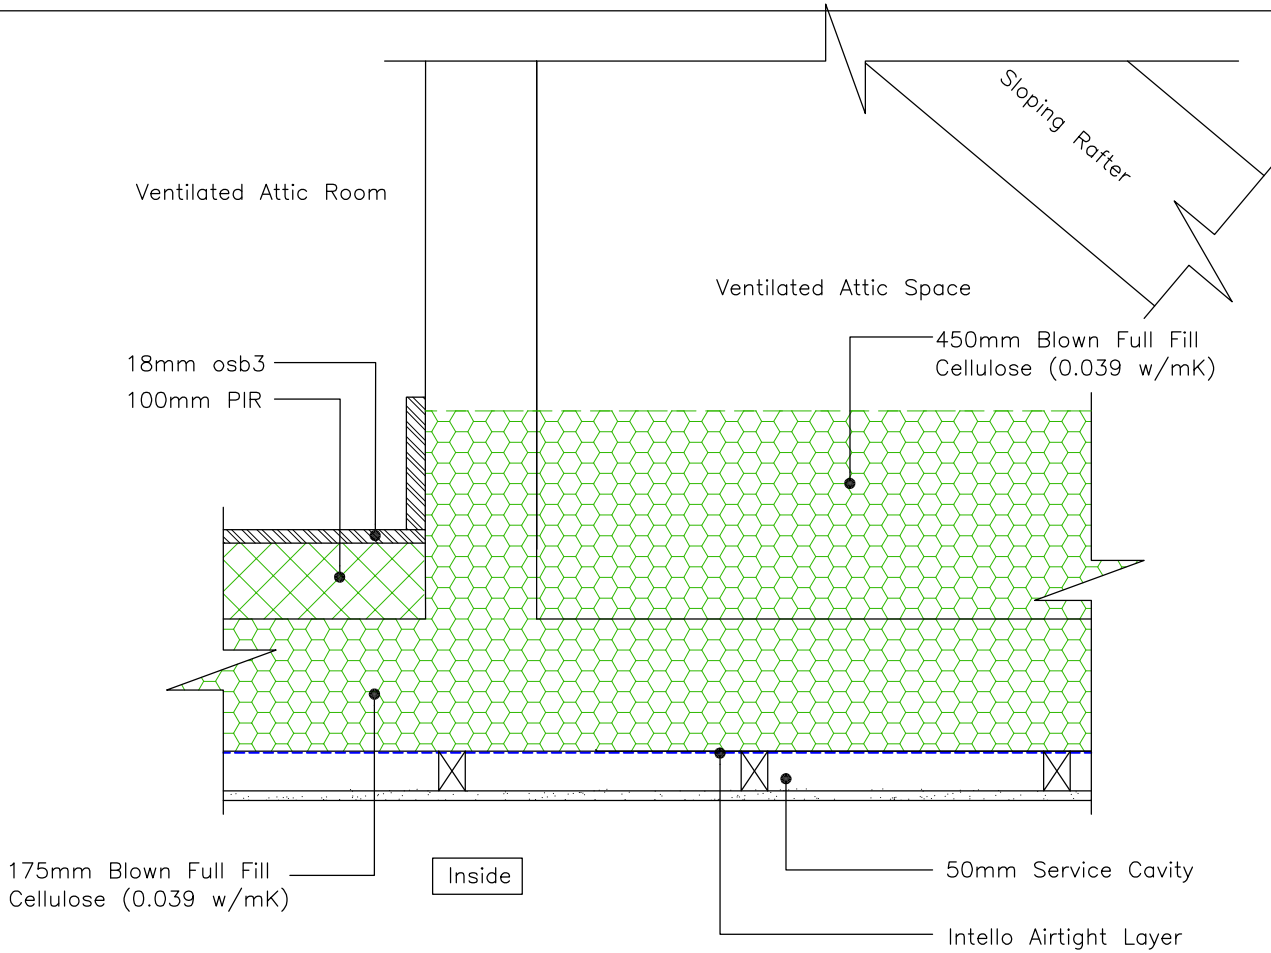 Sloping Rafter
Ventilated Attic Room
Ventilated Attic Space
450mm Blown Full Fill
Cellulose (0.039 w/mK)
18mm osb3
100mm PIR
175mm Blown Full Fill
Cellulose (0.039 w/mK)
Inside
50mm Service Cavity
Intello Airtight Layer